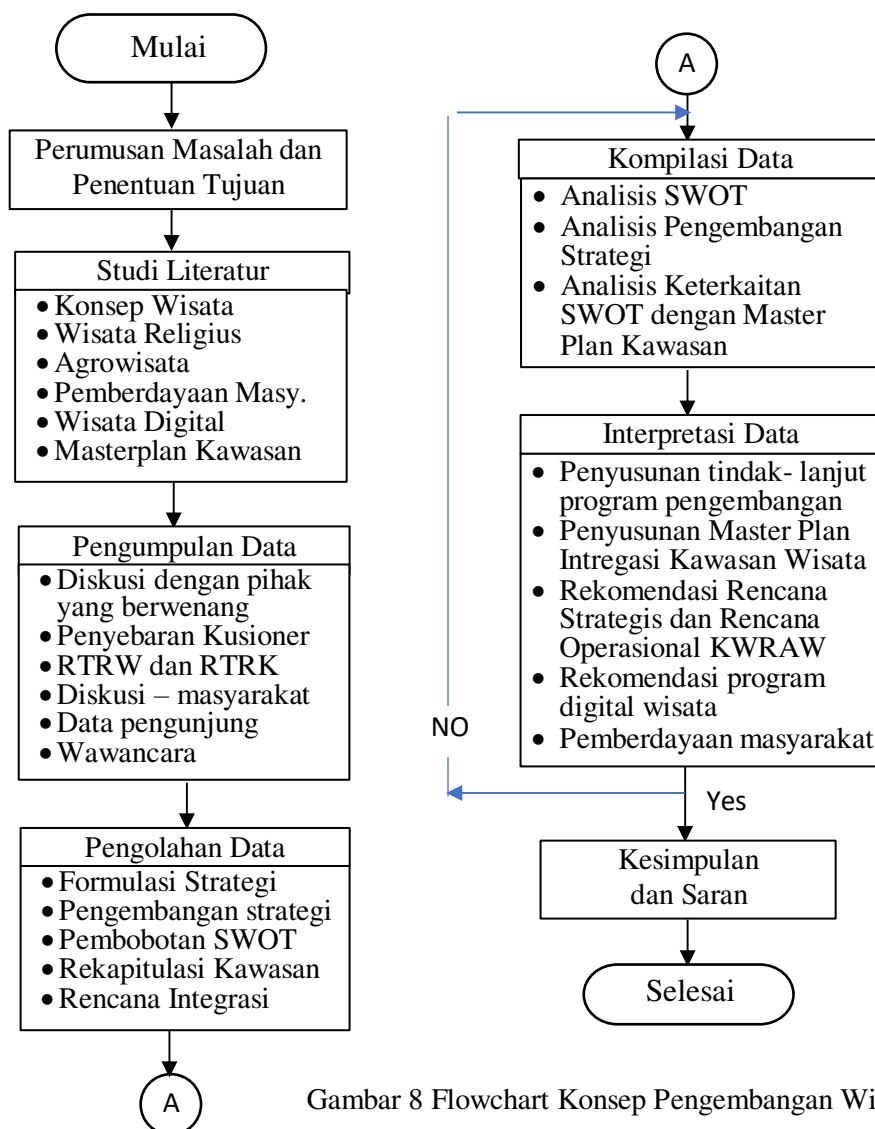 Mulai
Perumusan Masalah dan
Penentuan Tujuan
Studi Literatur
• Konsep Wisata
• Wisata Religius
• Agrowisata
• Pemberdayaan Masy.
• Wisata Digital
• Masterplan Kawasan
Pengumpulan Data
• Diskusi dengan pihak
yang berwenang
• Penyebaran Kusioner
• RTRW dan RTRK
• Diskusi – masyarakat
• Data pengunjung
• Wawancara
Pengolahan Data
• Formulasi Strategi
• Pengembangan strategi
• Pembobotan SWOT
• Rekapitulasi Kawasan
• Rencana Integrasi
A
A
Kompilasi Data
• Analisis SWOT
• Analisis Pengembangan
Strategi
• Analisis Keterkaitan
SWOT dengan Master
Plan Kawasan
Interpretasi Data
• Penyusunan tindak- lanjut
program pengembangan
• Penyusunan Master Plan
Intregasi Kawasan Wisata
• Rekomendasi Rencana
Strategis dan Rencana
Operasional KWRAW
• Rekomendasi program
digital wisata
• Pemberdayaan masyarakat
NO
Yes
Kesimpulan
dan Saran
Selesai
Gambar 8 Flowchart Konsep Pengembangan Wi